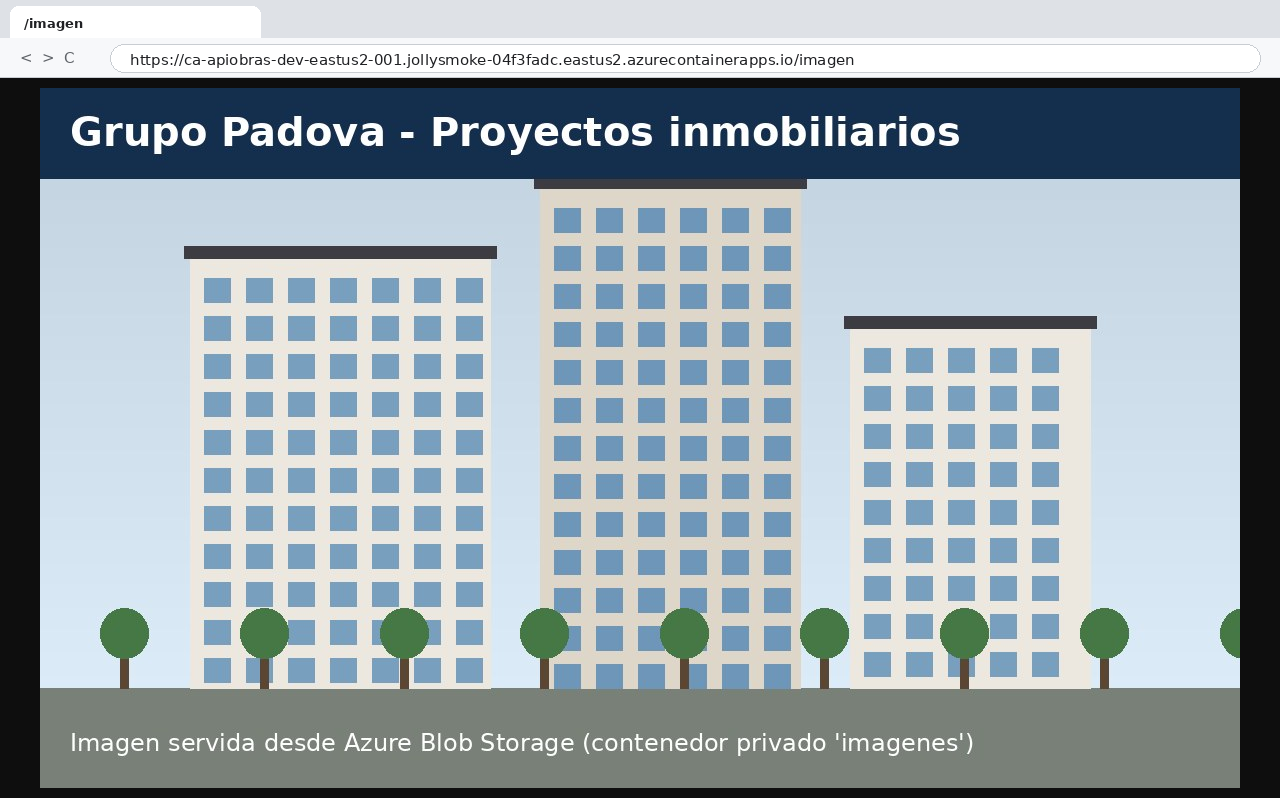 /imagen
< > C
https://ca-apiobras-dev-eastus2-001.jollysmoke-04f3fadc.eastus2.azurecontainerapps.io/imagen
Grupo Padova - Proyectos inmobiliarios
Imagen servida desde Azure Blob Storage (contenedor privado 'imagenes')